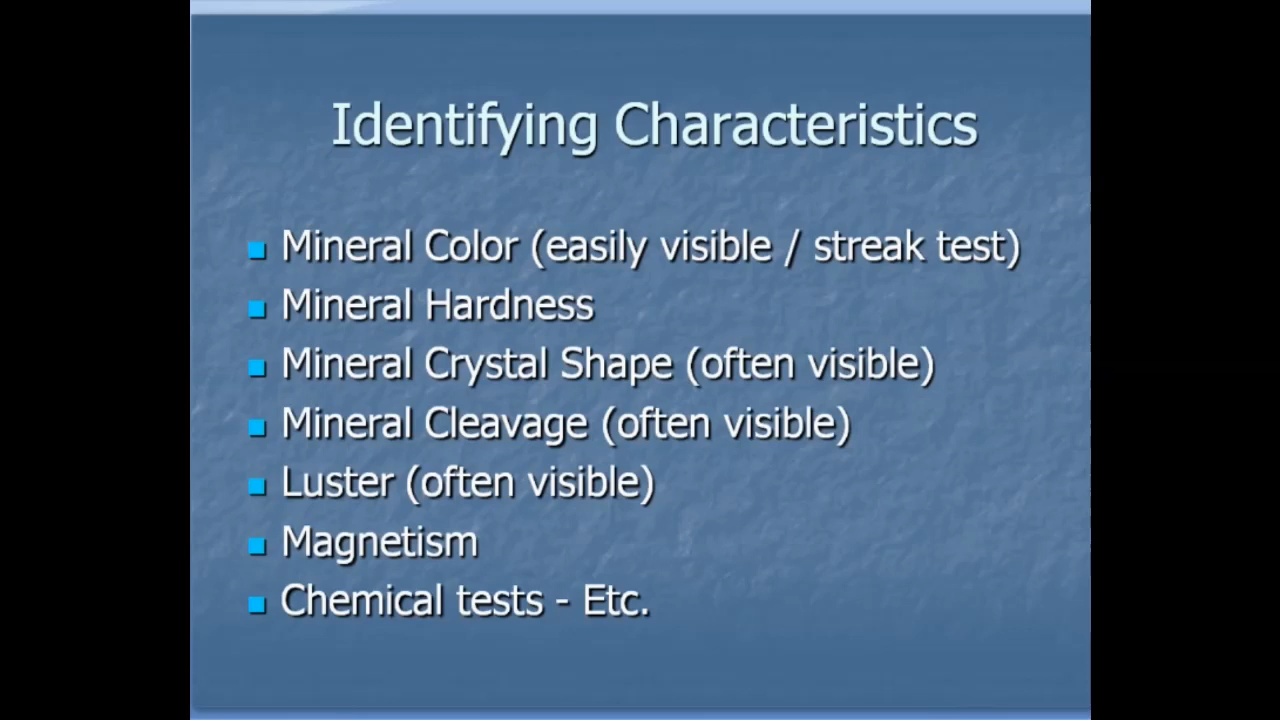 Identifying Characteristics
Mineral Color (easily visible / streak test)
Mineral Hardness
Mineral Crystal Shape (often visible)
Mineral Cleavage (often visible)
Luster (often visible)
Magnetism
Chemical tests - Etc.